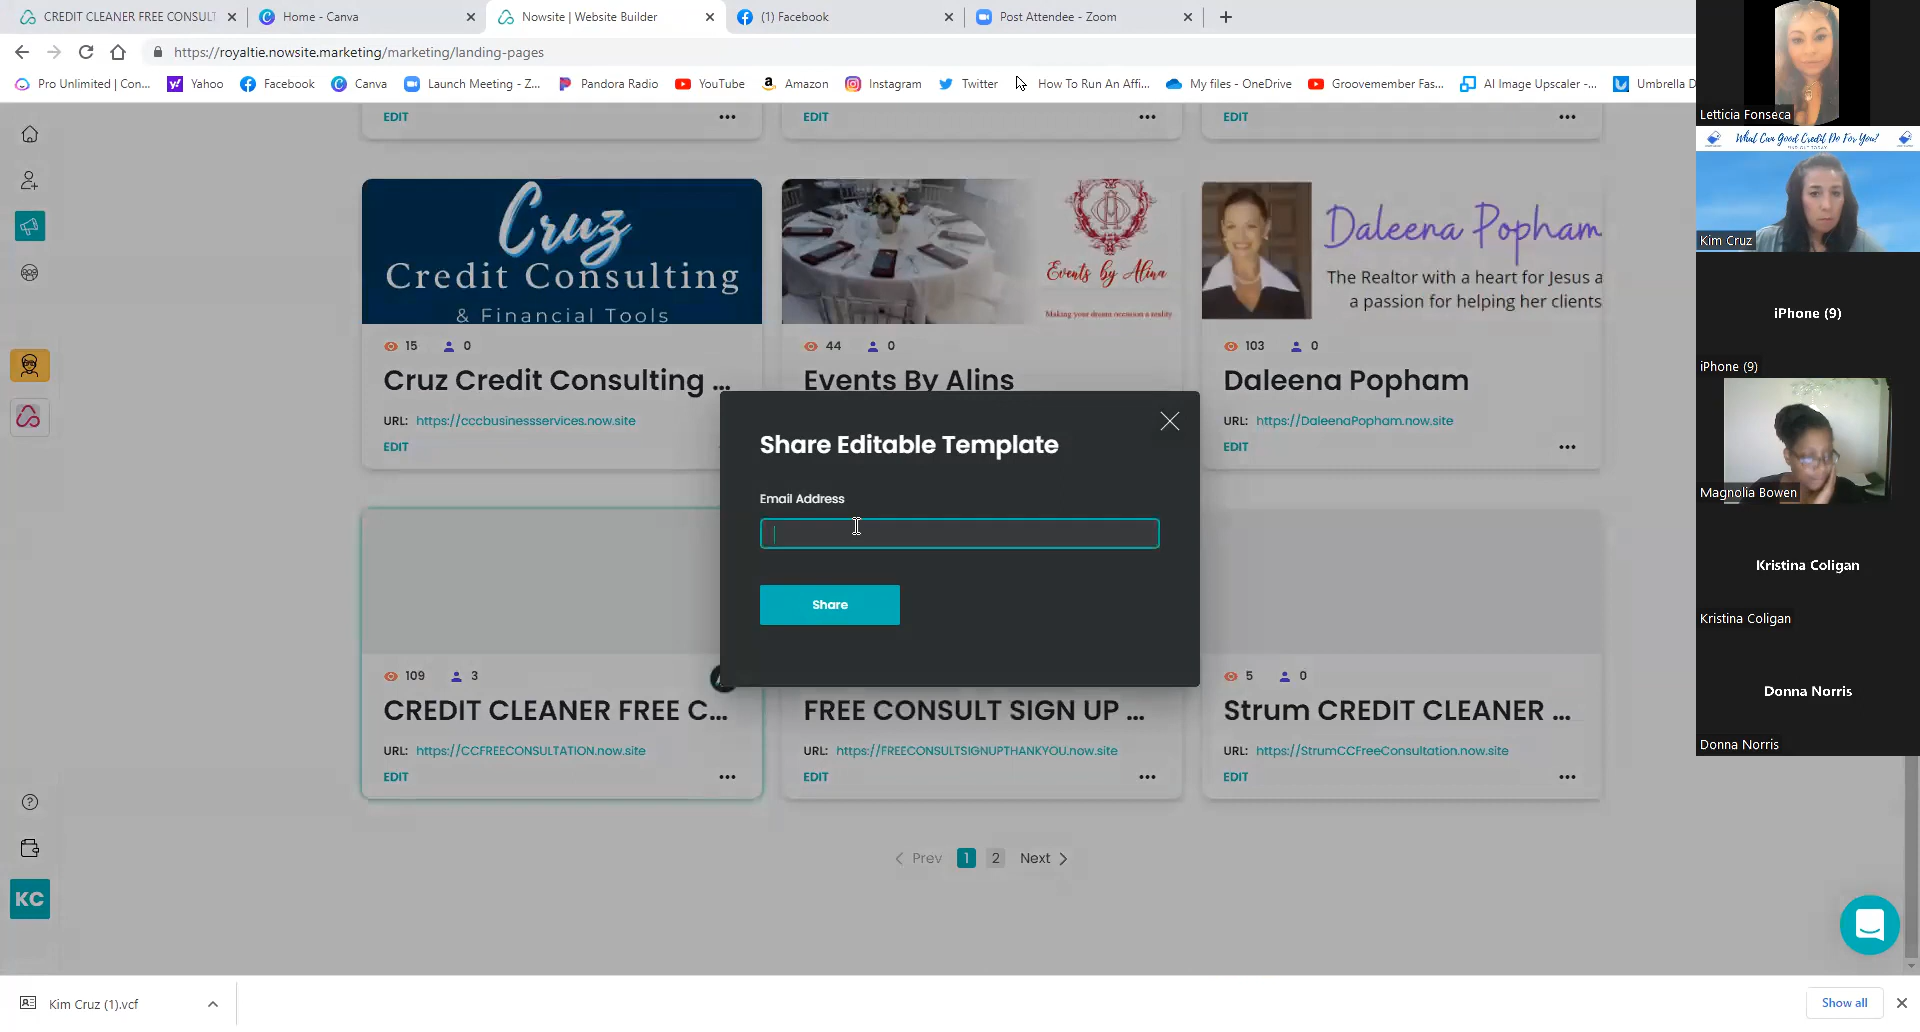 CREDIT CLEANER FREE CONSULT
Home - Canva
Nowsite | Website Builder
(1) Facebook
Post Attendee - Zoom
https://royaltie.nowsite.marketing/marketing/landing-pages
Pro Unlimited | Con...
Yahoo
Facebook
Canva
Launch Meeting - Z...
Pandora Radio
YouTube
Amazon
Instagram
Twitter
How To Run An Affi...
My files - OneDrive
Groovemember Fas...
AI Image Upscaler -...
Umbrella D
EDIT
EDIT
EDIT
Cruz
Credit Consulting
& Financial Tools
Events by Alina
Making your dream occasion a reality
Daleena Popham
The Realtor with a heart for Jesus a
a passion for helping her clients
15 0
44 0
103 0
Cruz Credit Consulting ...
Events By Alins
Daleena Popham
URL: https://cccbusinessservices.now.site
URL: https://DaleenaPopham.now.site
EDIT
EDIT
Share Editable Template
Email Address
Share
109 3
5 0
CREDIT CLEANER FREE C...
FREE CONSULT SIGN UP ...
Strum CREDIT CLEANER ...
URL: https://CCFREECONSULTATION.now.site
URL: https://FREECONSULTSIGNUPTHANKYOU.now.site
URL: https://StrumCCFreeConsultation.now.site
EDIT
EDIT
EDIT
Prev 1 2 Next
KC
Kim Cruz (1).vcf
Show all
Letticia Fonseca
What Can Good Credit Do For You?
Kim Cruz
iPhone (9)
iPhone (9)
Magnolia Bowen
Kristina Coligan
Kristina Coligan
Donna Norris
Donna Norris